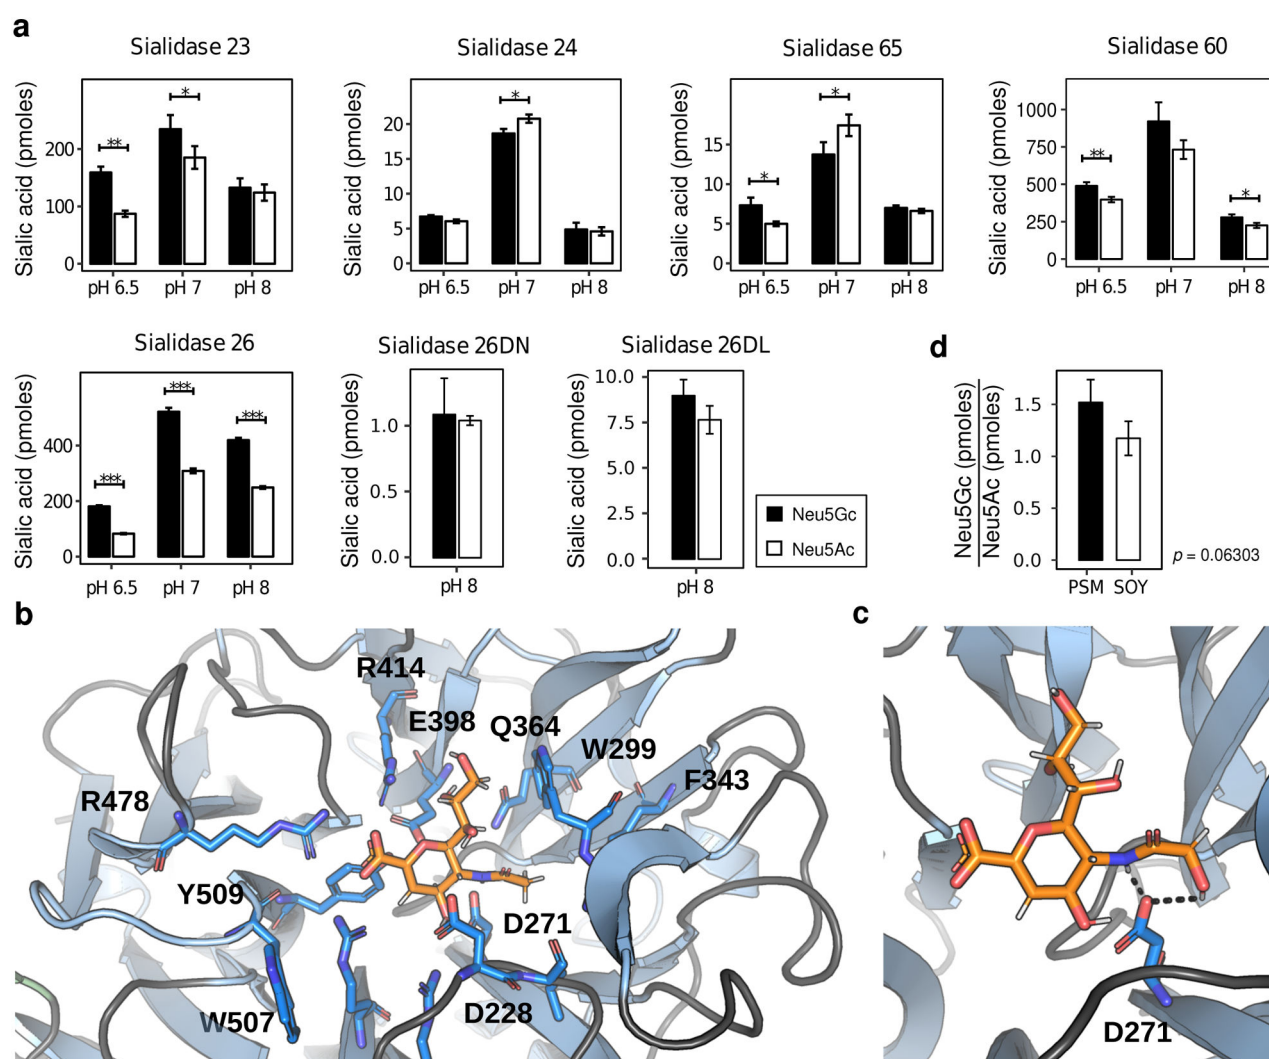 a
Sialidase 23
Sialic acid (pmoles)
200
100
0
**
*
pH 6.5 pH 7 pH 8
Sialidase 24
Sialic acid (pmoles)
20
15
10
5
0
*
pH 6.5 pH 7 pH 8
Sialidase 65
Sialic acid (pmoles)
15
10
5
0
*
*
pH 6.5 pH 7 pH 8
Sialidase 60
Sialic acid (pmoles)
1000
750
500
250
0
**
*
pH 6.5 pH 7 pH 8
Sialidase 26
Sialic acid (pmoles)
400
200
0
***
***
***
pH 6.5 pH 7 pH 8
Sialidase 26DN
Sialic acid (pmoles)
1.0
0.5
0.0
pH 8
Sialidase 26DL
Sialic acid (pmoles)
10.0
7.5
5.0
2.5
0.0
pH 8
Neu5Gc
Neu5Ac
d
Neu5Gc (pmoles)
Neu5Ac (pmoles)
1.5
1.0
0.5
0.0
PSM SOY
p = 0.06303
b
R414
E398
Q364
W299
F343
R478
Y509
D271
W507
D228
c
D271